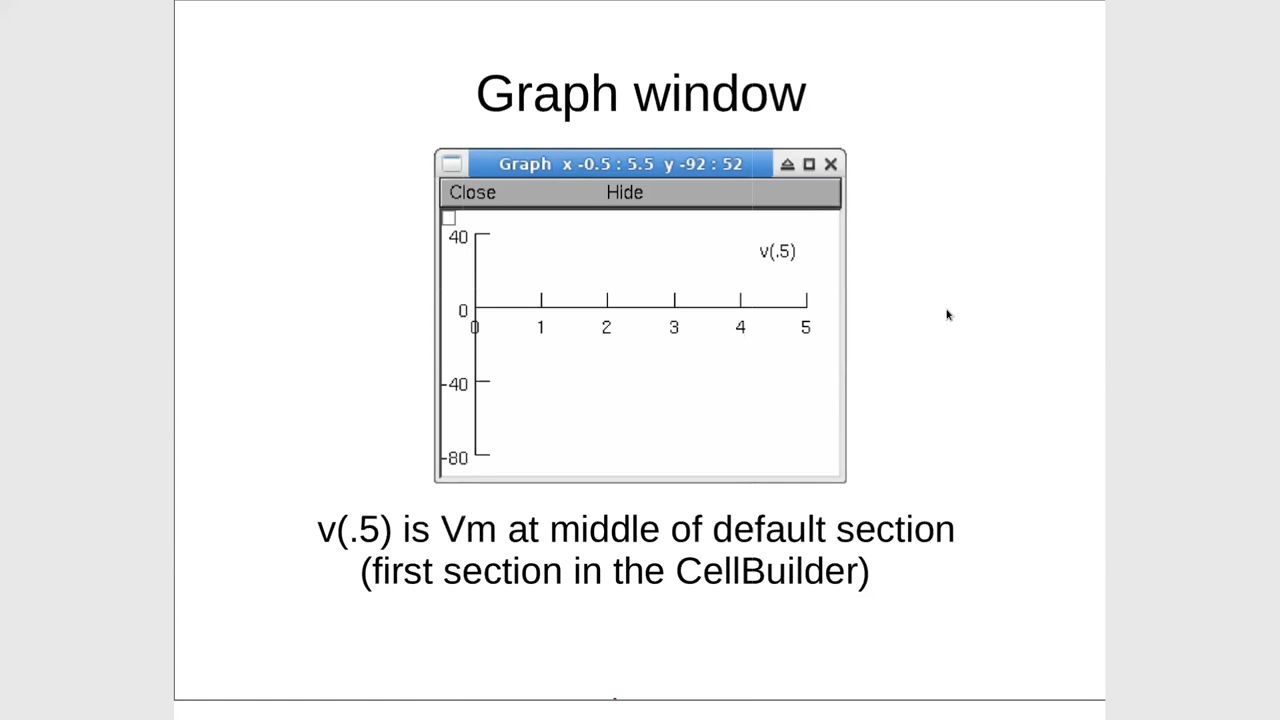 Graph window
Graph x -0.5 : 5.5 y -92 : 52
Close Hide
40
v(.5)
0
0 1 2 3 4 5
-40
-80
v(.5) is Vm at middle of default section
(first section in the CellBuilder)